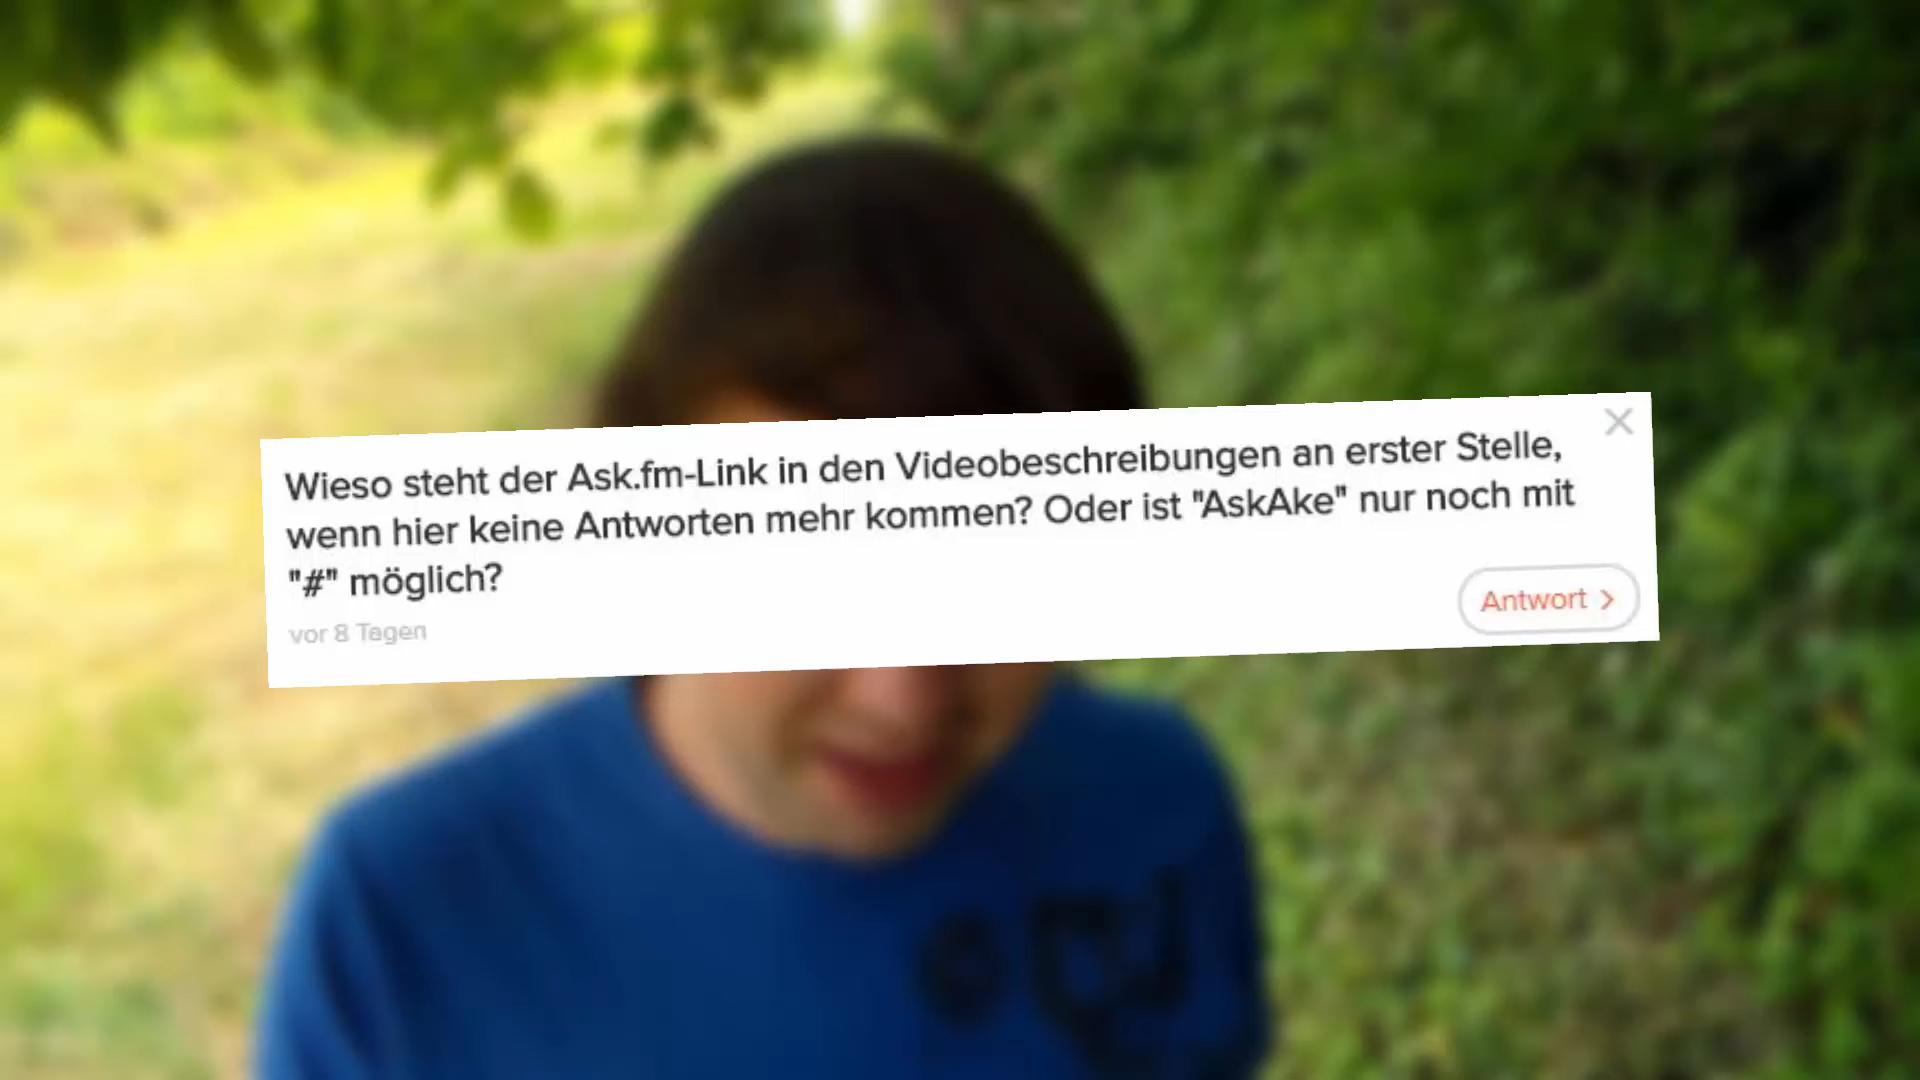 Wieso steht der Ask.fm-Link in den Videobeschreibungen an erster Stelle,
wenn hier keine Antworten mehr kommen? Oder ist "AskAke" nur noch mit
"#" möglich?
vor 8 Tagen
Antwort